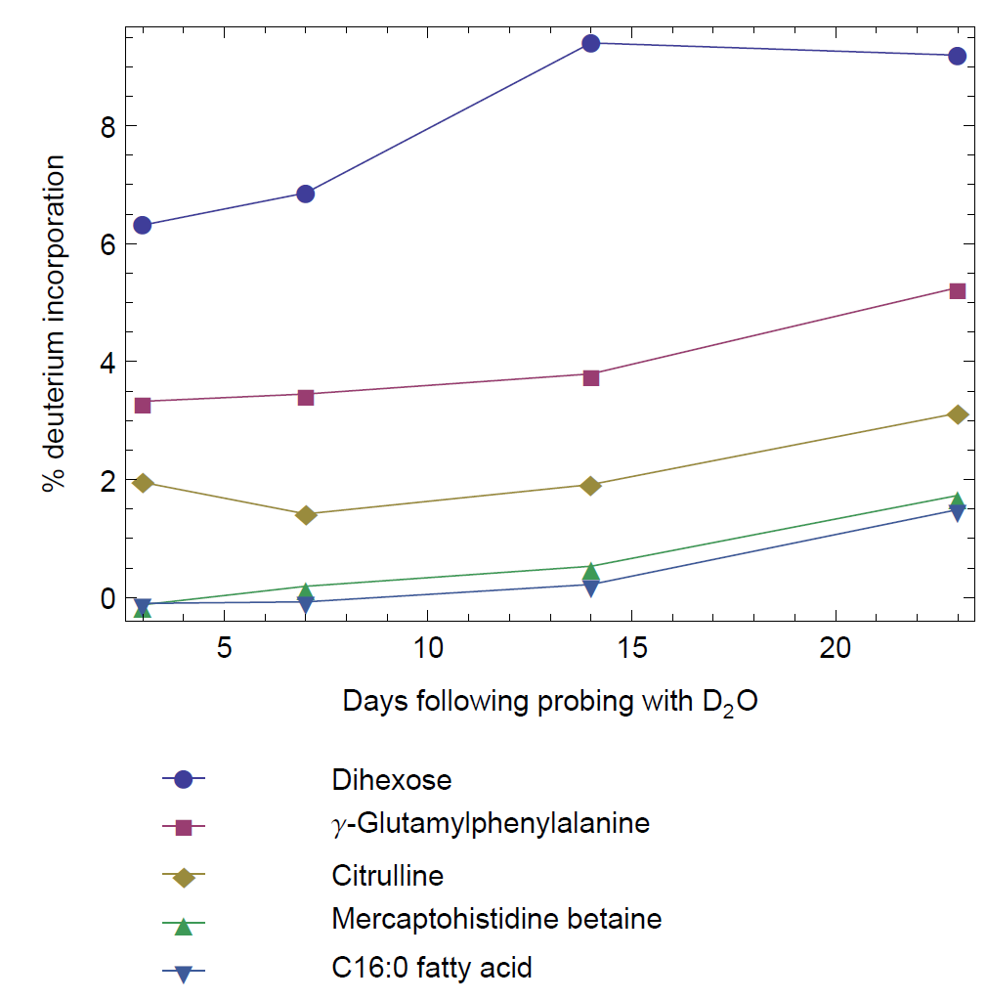 8
6
4
2
0
% deuterium incorporation
5 10 15 20
Days following probing with D₂O
Dihexose
γ-Glutamylphenylalanine
Citrulline
Mercaptohistidine betaine
C16:0 fatty acid